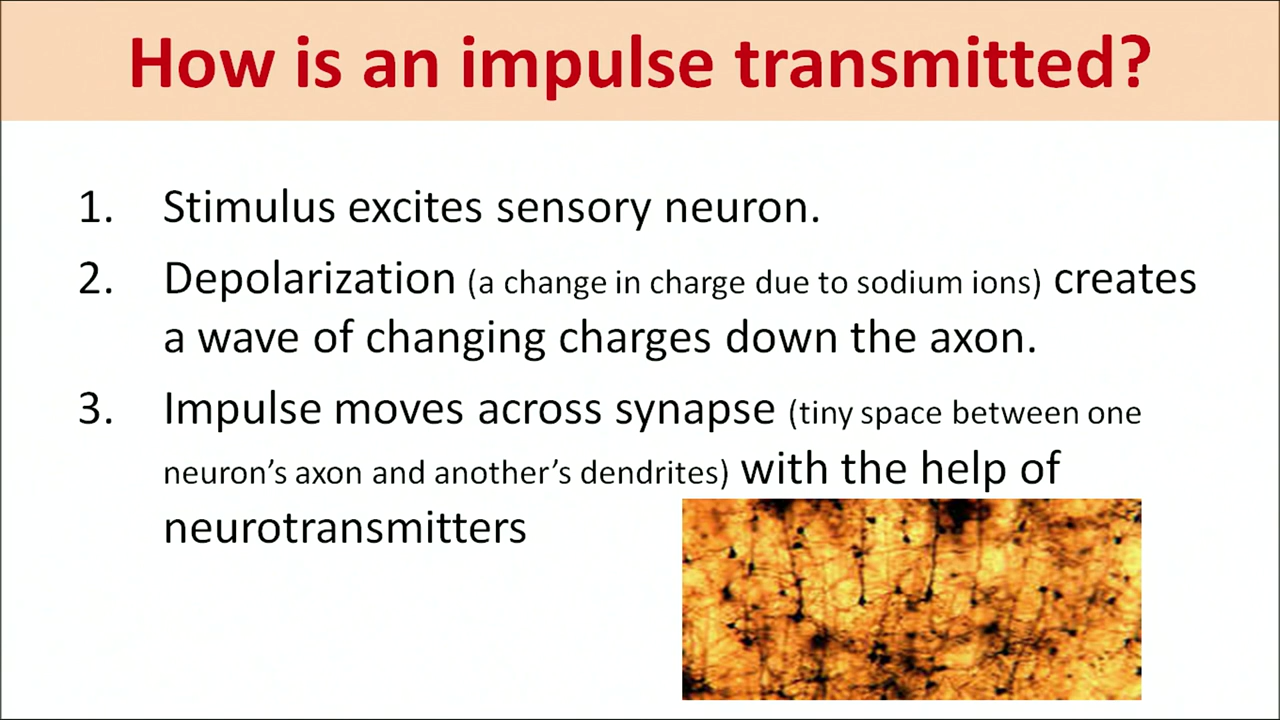 How is an impulse transmitted?
1. Stimulus excites sensory neuron.
2. Depolarization (a change in charge due to sodium ions) creates
a wave of changing charges down the axon.
3. Impulse moves across synapse (tiny space between one
neuron’s axon and another’s dendrites) with the help of
neurotransmitters